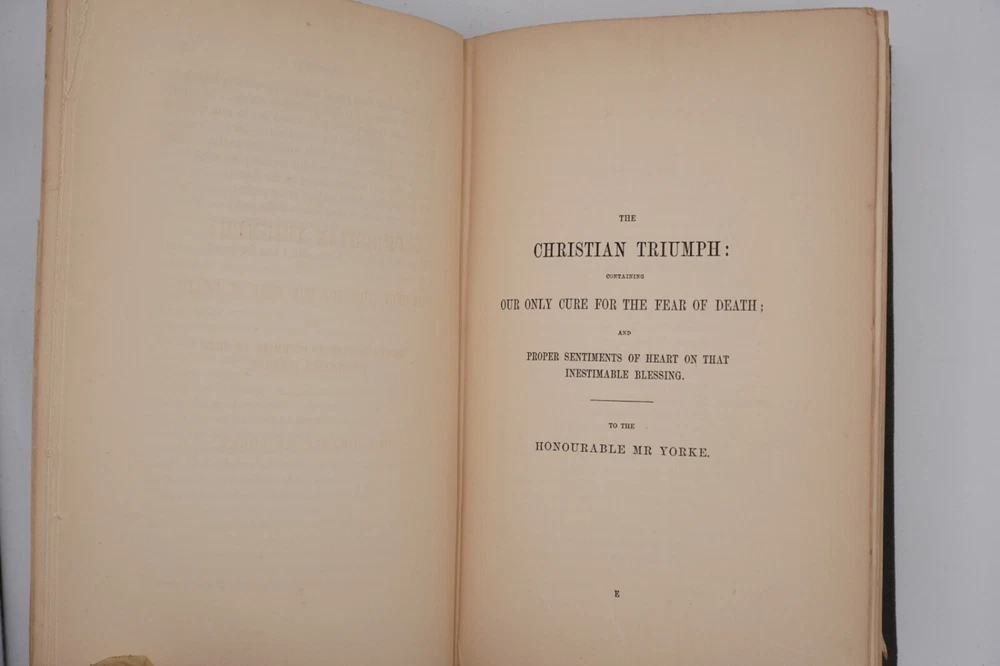 THE
CHRISTIAN TRIUMPH:
CONTAINING
OUR ONLY CURE FOR THE FEAR OF DEATH;
AND
PROPER SENTIMENTS OF HEART ON THAT
INESTIMABLE BLESSING.
TO THE
HONOURABLE MR YORKE.
E